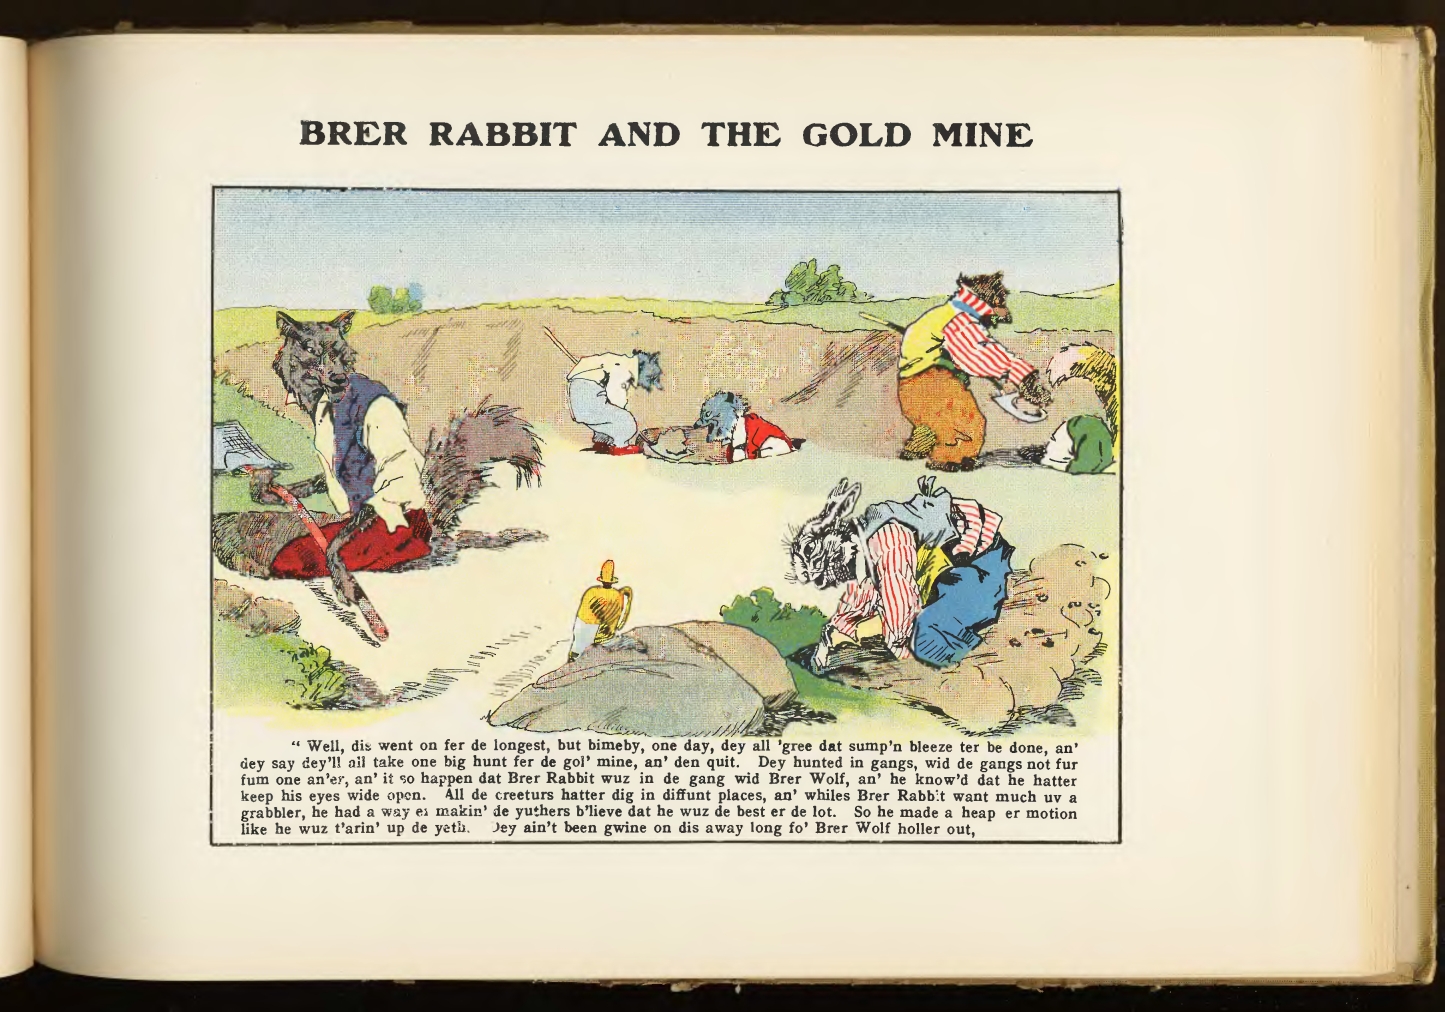 BRER RABBIT AND THE GOLD MINE
" Well, dis went on fer de longest, but bimeby, one day, dey all 'gree dat sump'n bleeze ter be done, an'
dey say dey'll all take one big hunt fer de gol' mine, an' den quit. Dey hunted in gangs, wid de gangs not fur
fum one an'er, an' it so happen dat Brer Rabbit wuz in de gang wid Brer Wolf, an' he know'd dat he hatter
keep his eyes wide open. All de creeturs hatter dig in diffunt places, an' whiles Brer Rabbit want much uv a
grabbler, he had a way er makin' de yuthers b'lieve dat he wuz de best er de lot. So he made a heap er motion
like he wuz t'arin' up de yeth. Dey ain't been gwine on dis away long fo' Brer Wolf holler out,